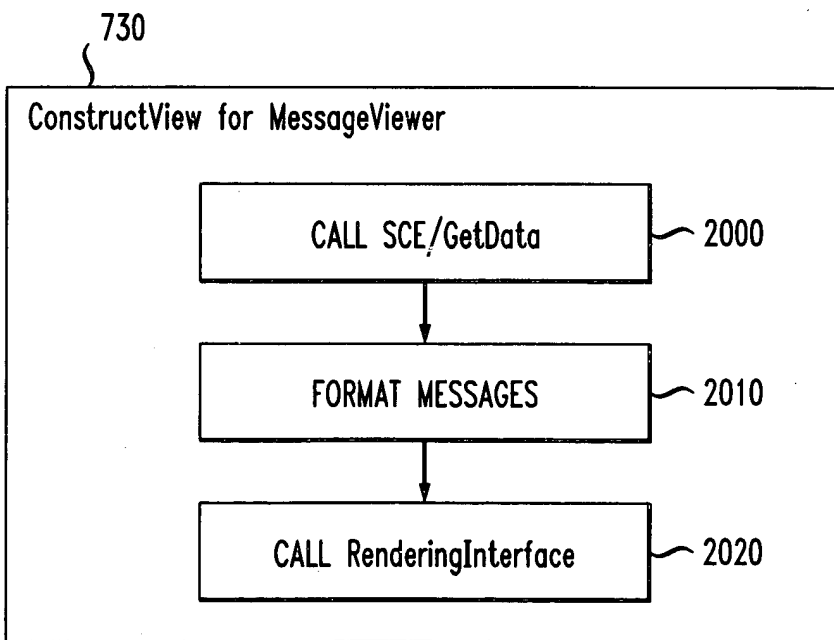 730
ConstructView for MessageViewer
CALL SCE/GetData
2000
FORMAT MESSAGES
2010
CALL RenderingInterface
2020